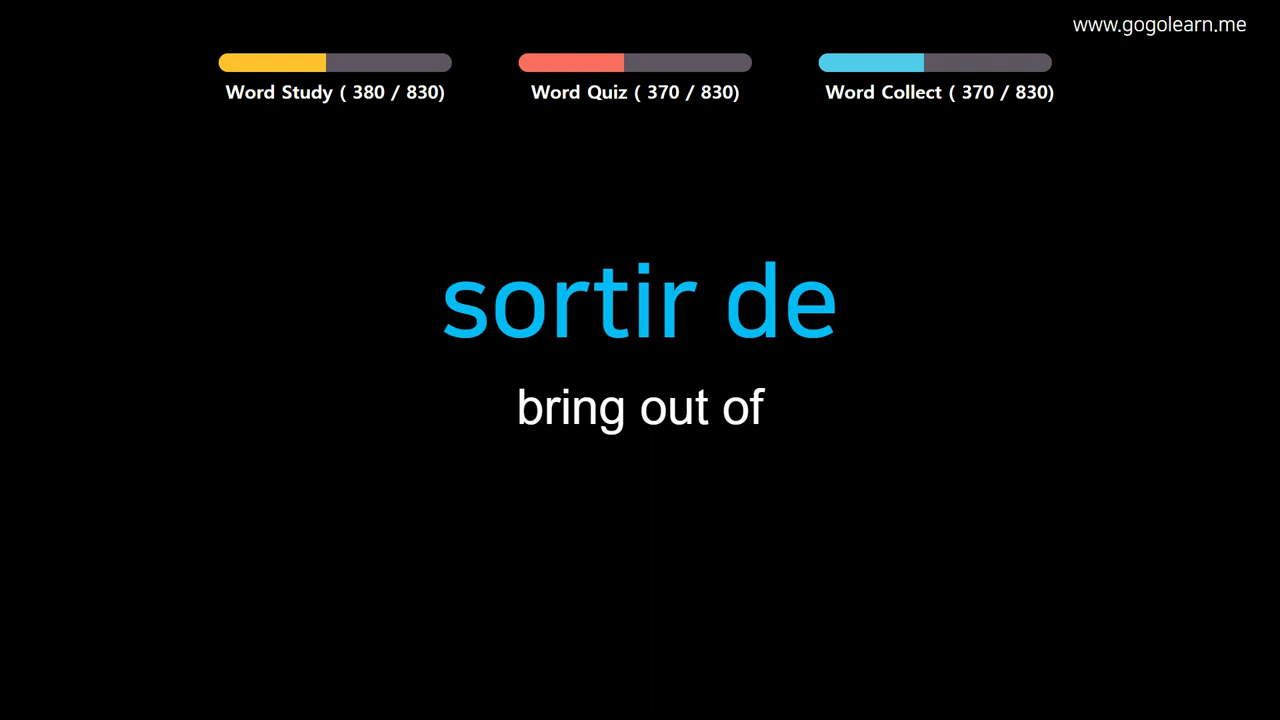 www.gogolearn.me
Word Study ( 380 / 830)
Word Quiz ( 370 / 830)
Word Collect ( 370 / 830)
sortir de
bring out of